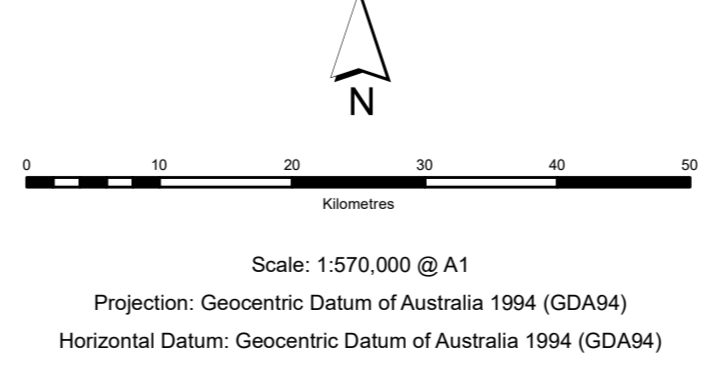 N
0 10 20 30 40 50
Kilometres
Scale: 1:570,000 @ A1
Projection: Geocentric Datum of Australia 1994 (GDA94)
Horizontal Datum: Geocentric Datum of Australia 1994 (GDA94)